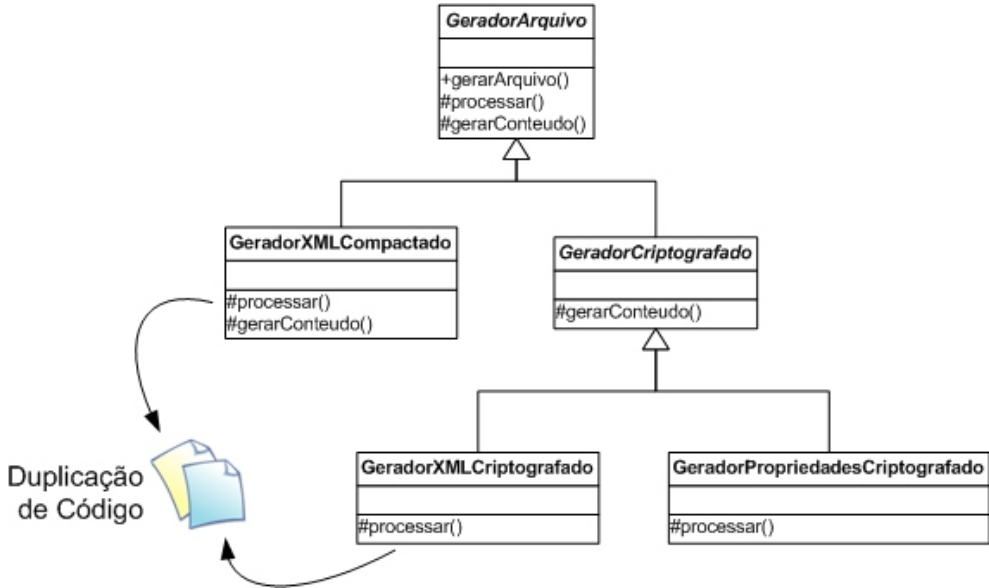 GeradorArquivo
+gerarArquivo()
#processar()
#gerarConteudo()
GeradorXMLCompactado
#processar()
#gerarConteudo()
GeradorCriptografado
#gerarConteudo()
Duplicação
de Código
GeradorXMLCriptografado
#processar()
GeradorPropriedadesCriptografado
#processar()